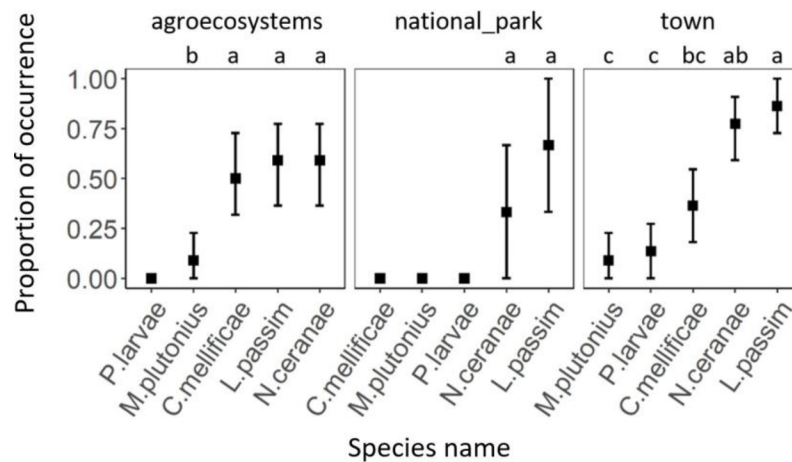 agroecosystems national_park town
b a a a a a c c bc ab a
1.00
0.75
0.50
0.25
0.00
Proportion of occurrence
P.larvae M.plutonius C.mellificae L.passim N.ceranae C.mellificae M.plutonius P.larvae N.ceranae L.passim M.plutonius P.larvae C.mellificae N.ceranae L.passim
Species name